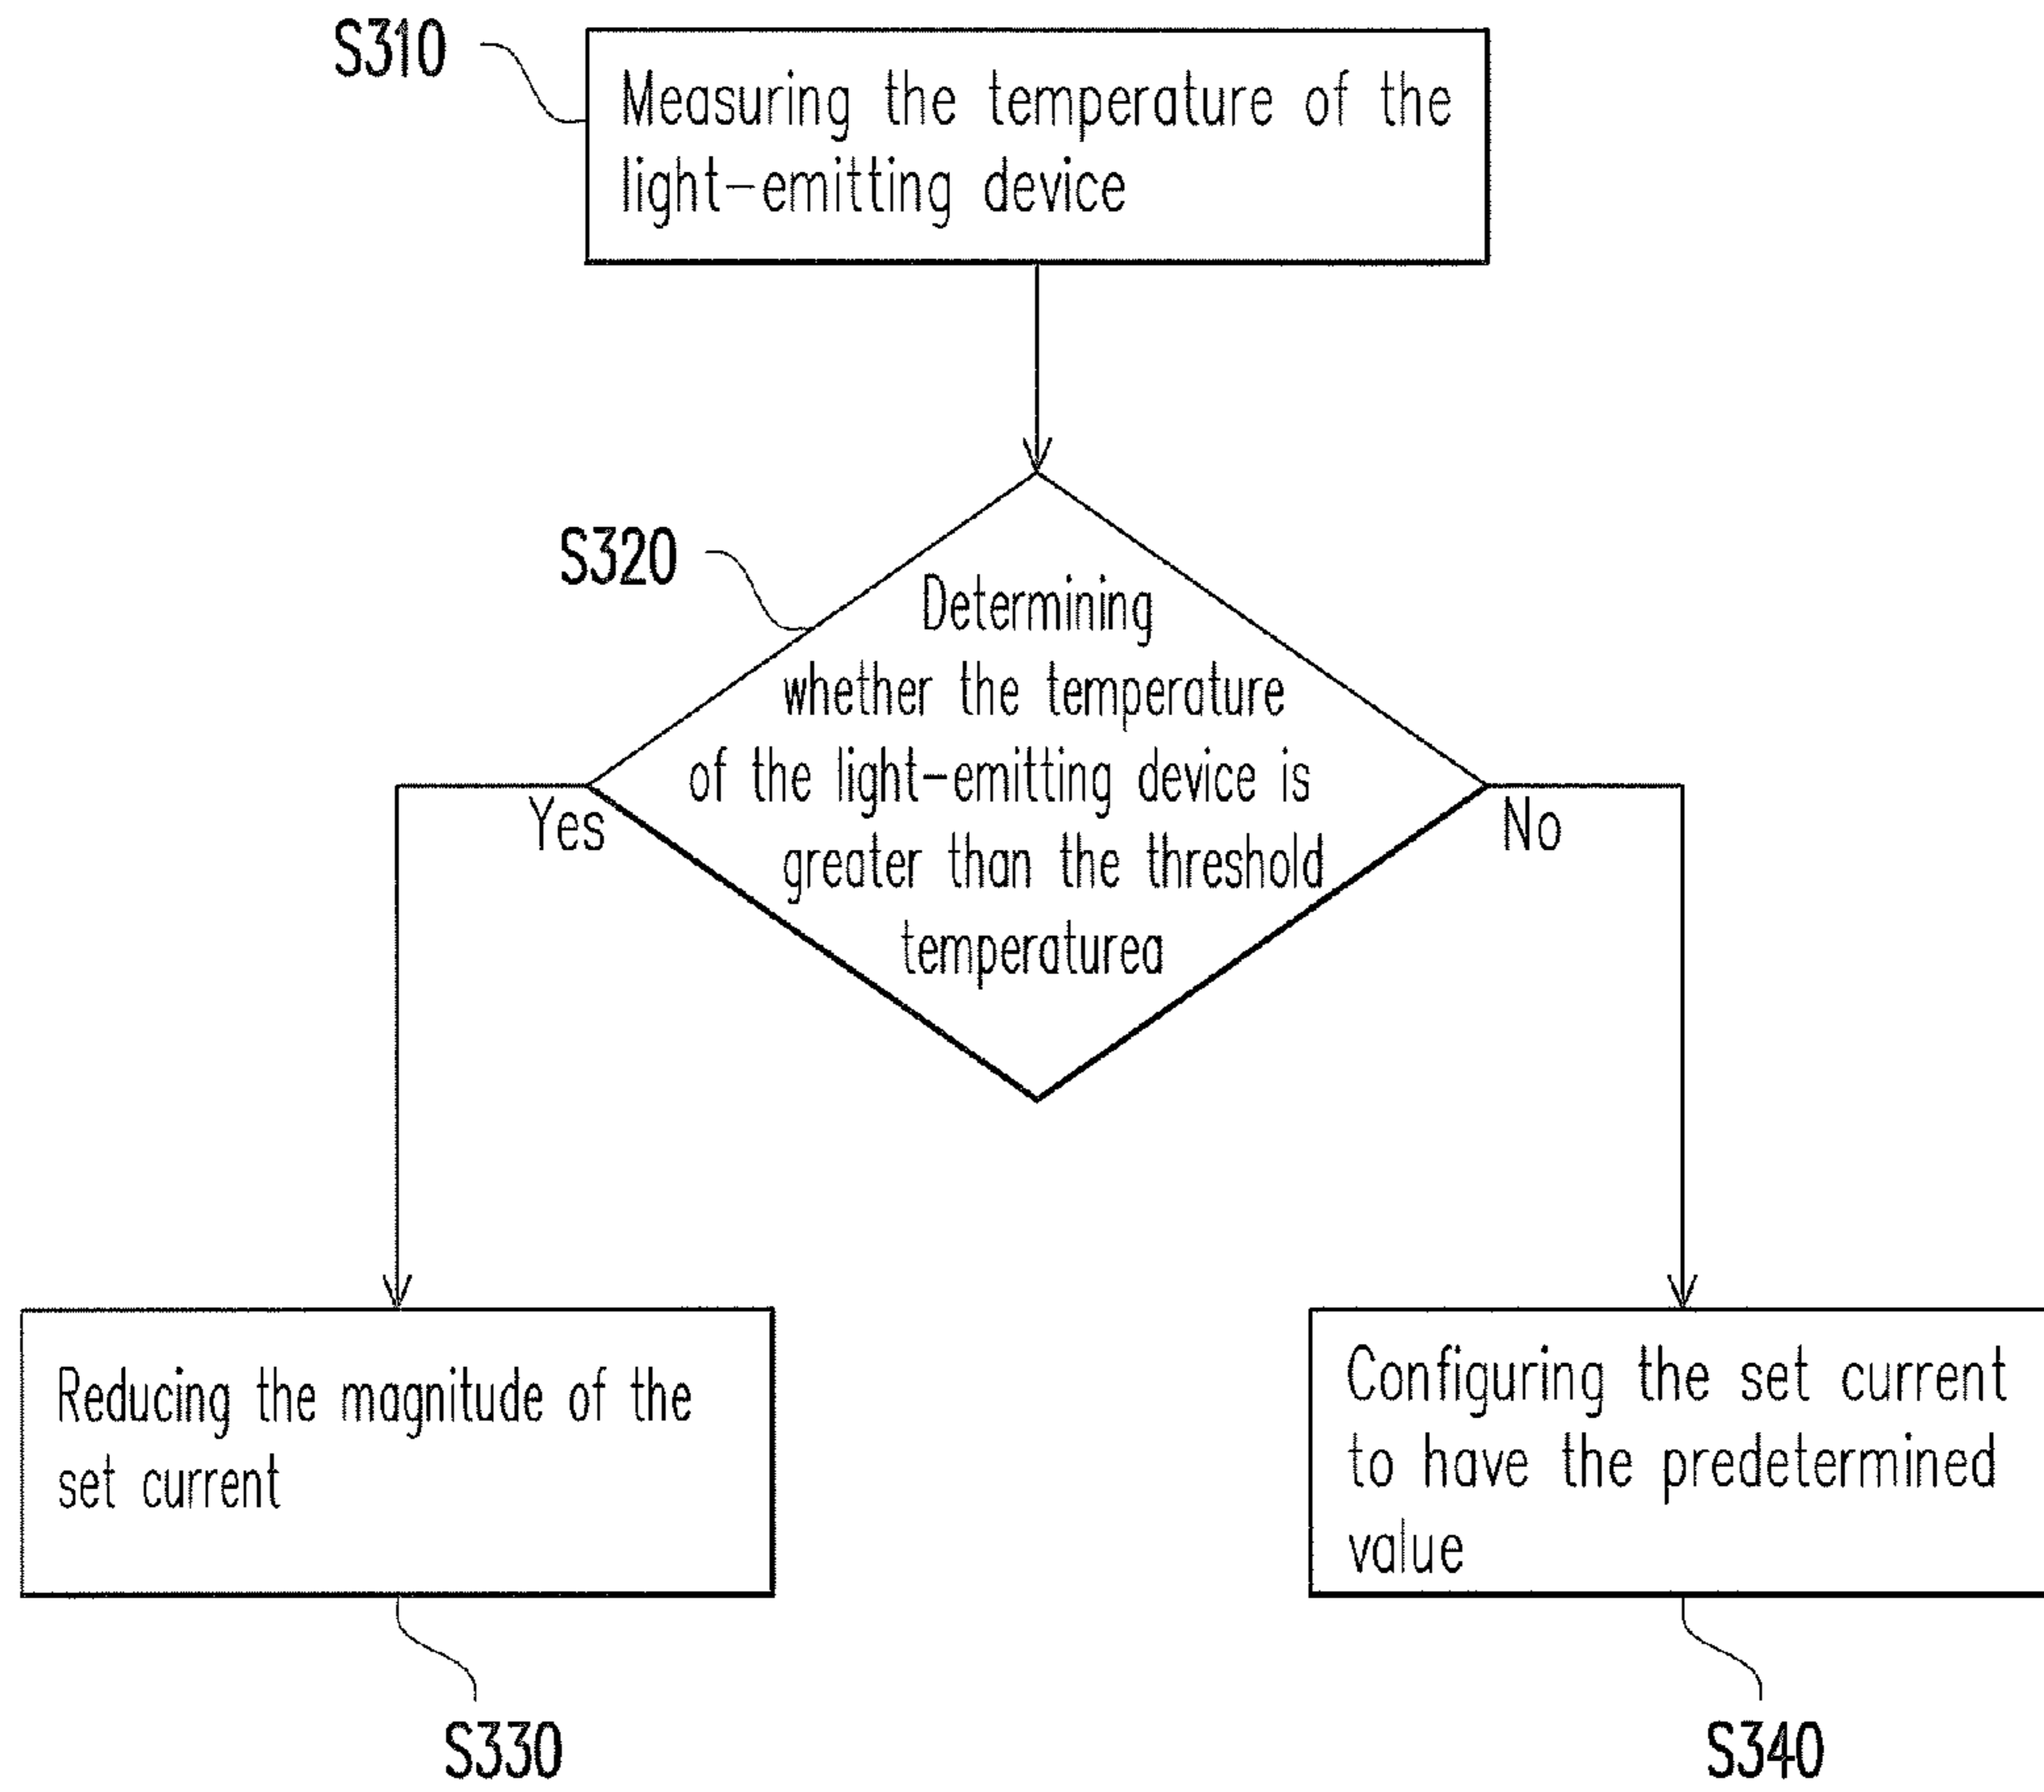 S310
Measuring the temperature of the
light-emitting device
S320
Determining
whether the temperature
of the light-emitting device is
greater than the threshold
temperaturea
Yes
No
Reducing the magnitude of the
set current
Configuring the set current
to have the predetermined
value
S330
S340